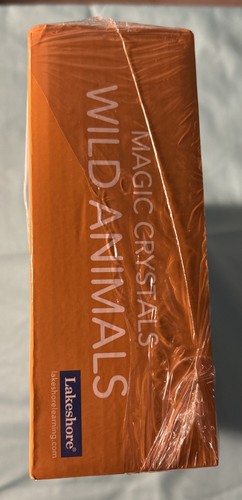 MAGIC CRYSTALS
WILD ANIMALS
Lakeshore®
lakeshorelearning.com